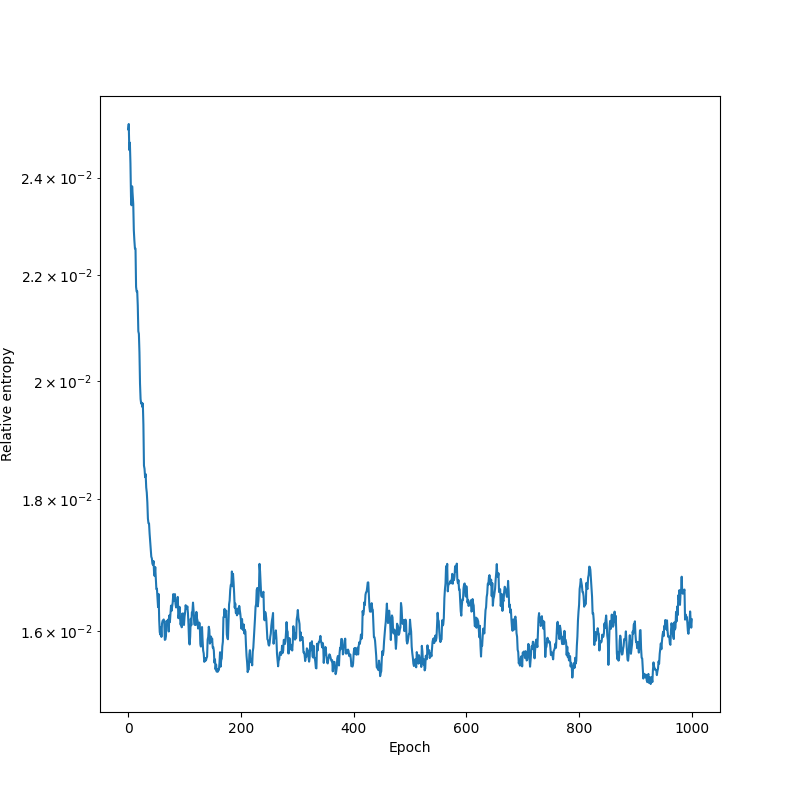 2.4 × 10⁻²
2.2 × 10⁻²
2 × 10⁻²
1.8 × 10⁻²
1.6 × 10⁻²
Relative entropy
0 200 400 600 800 1000
Epoch